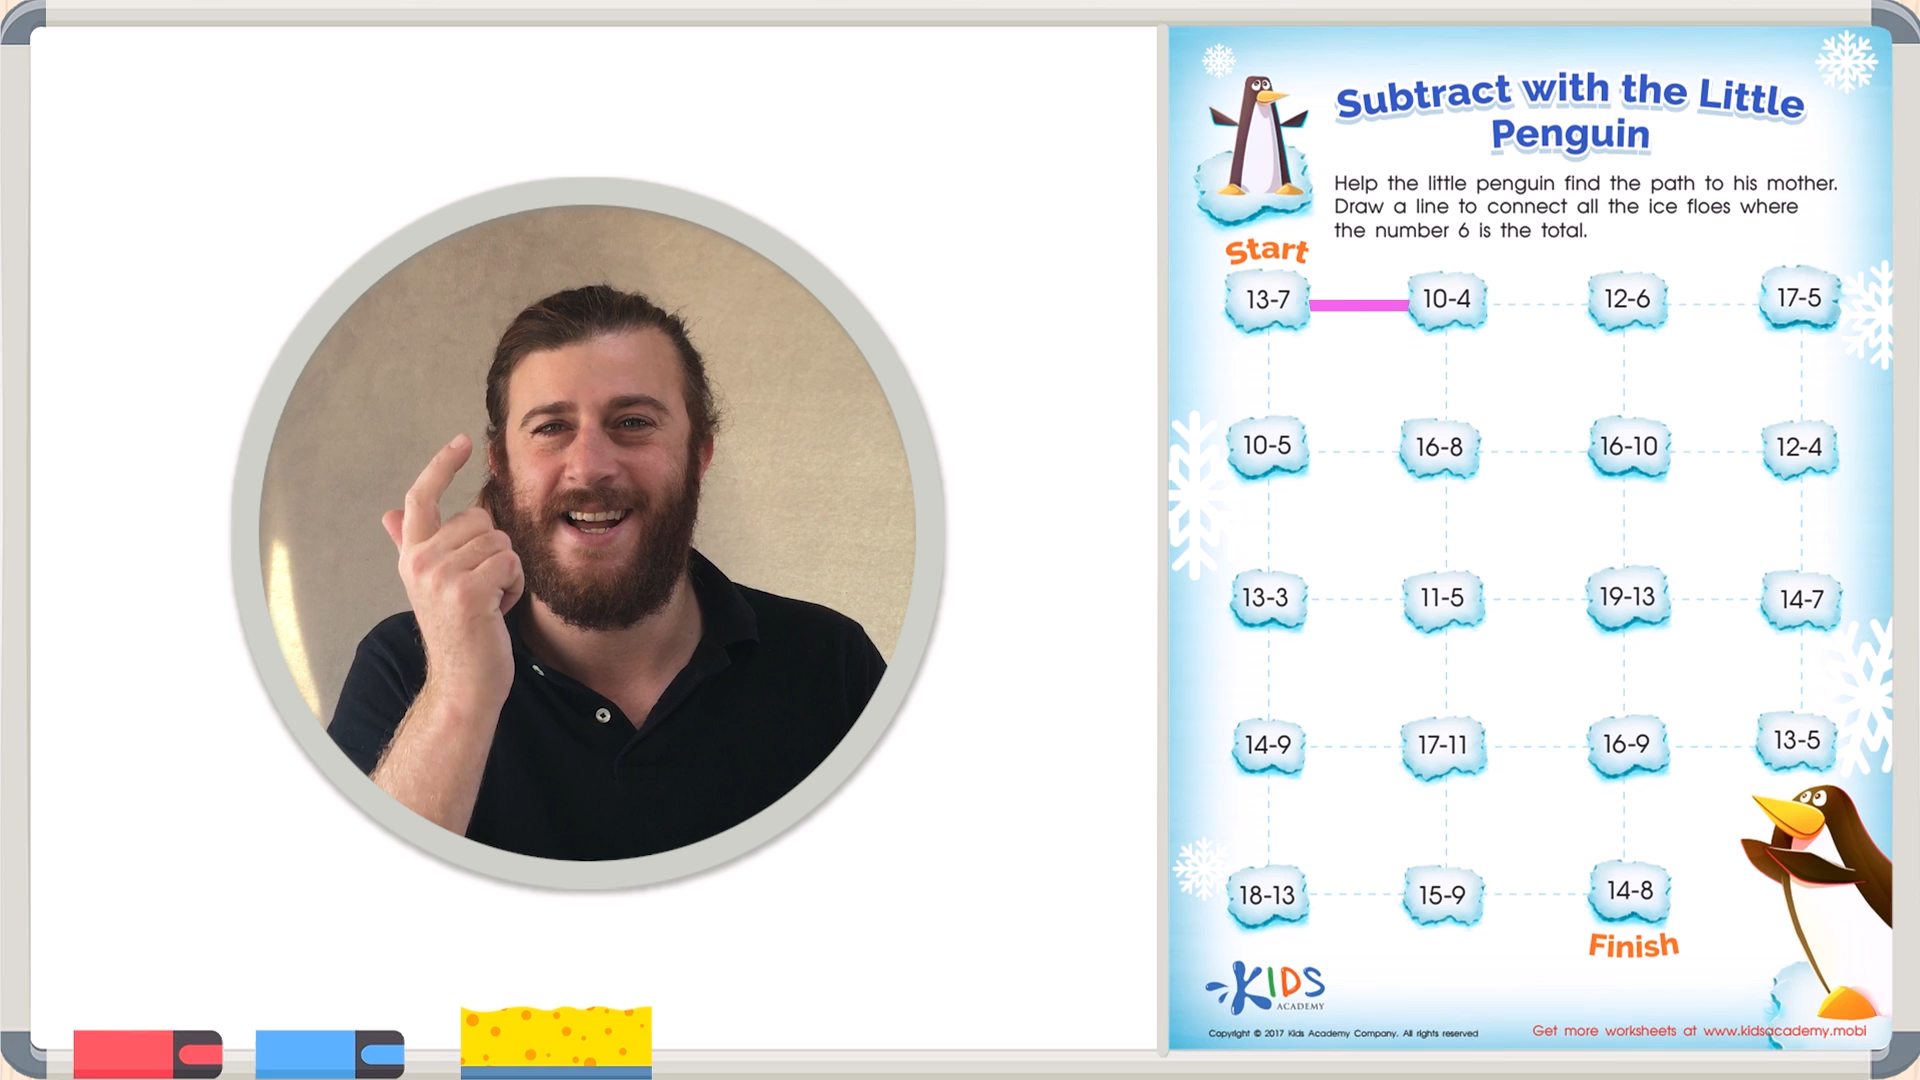 Subtract with the Little
Penguin
Help the little penguin find the path to his mother.
Draw a line to connect all the ice floes where
the number 6 is the total.
Start
13-7 10-4 12-6 17-5
10-5 16-8 16-10 12-4
13-3 11-5 19-13 14-7
14-9 17-11 16-9 13-5
18-13 15-9 14-8
Finish
KIDS
ACADEMY
Copyright © 2017 Kids Academy Company. All rights reserved
Get more worksheets at www.kidsacademy.mobi